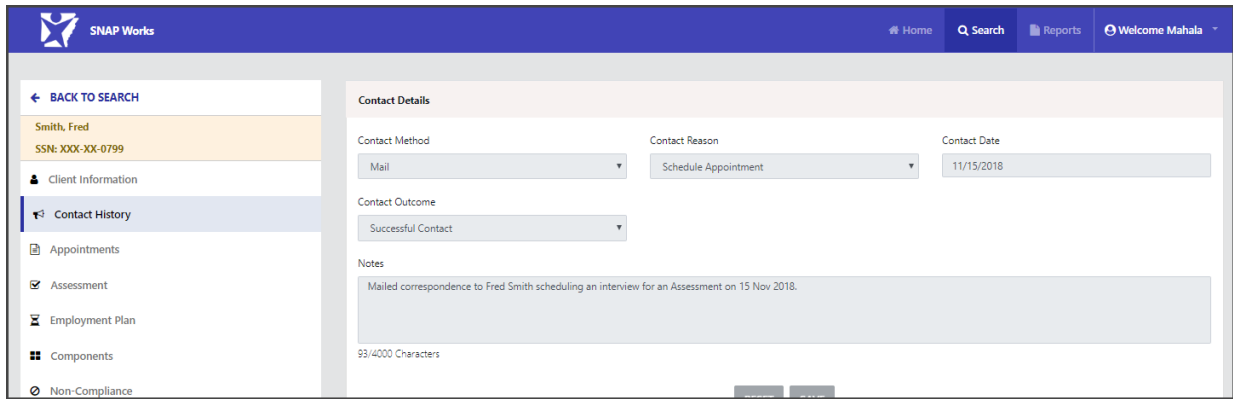 SNAP Works
Home Search Reports Welcome Mahala
BACK TO SEARCH
Smith, Fred
SSN: XXX-XX-0799
Client Information
Contact History
Appointments
Assessment
Employment Plan
Components
Non-Compliance
Contact Details
Contact Method Contact Reason Contact Date
Mail Schedule Appointment 11/15/2018
Contact Outcome
Successful Contact
Notes
Mailed correspondence to Fred Smith scheduling an interview for an Assessment on 15 Nov 2018.
93/4000 Characters
RESET SAVE